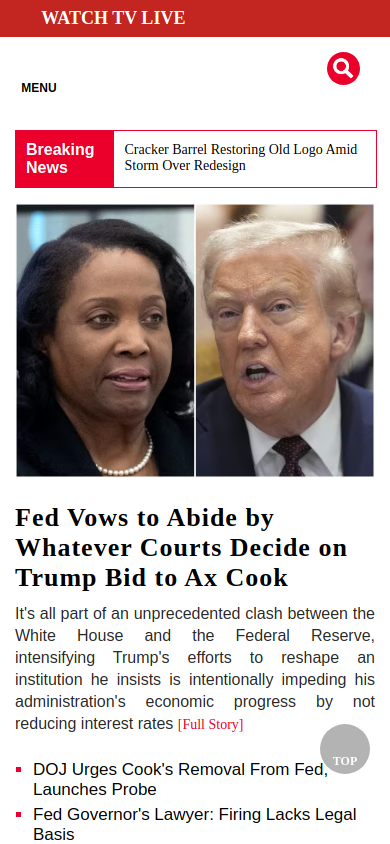 WATCH TV LIVE
MENU
Breaking
News
Cracker Barrel Restoring Old Logo Amid
Storm Over Redesign
Fed Vows to Abide by
Whatever Courts Decide on
Trump Bid to Ax Cook
It's all part of an unprecedented clash between the
White House and the Federal Reserve,
intensifying Trump's efforts to reshape an
institution he insists is intentionally impeding his
administration's economic progress by not
reducing interest rates [Full Story]
TOP
DOJ Urges Cook's Removal From Fed,
Launches Probe
Fed Governor's Lawyer: Firing Lacks Legal
Basis